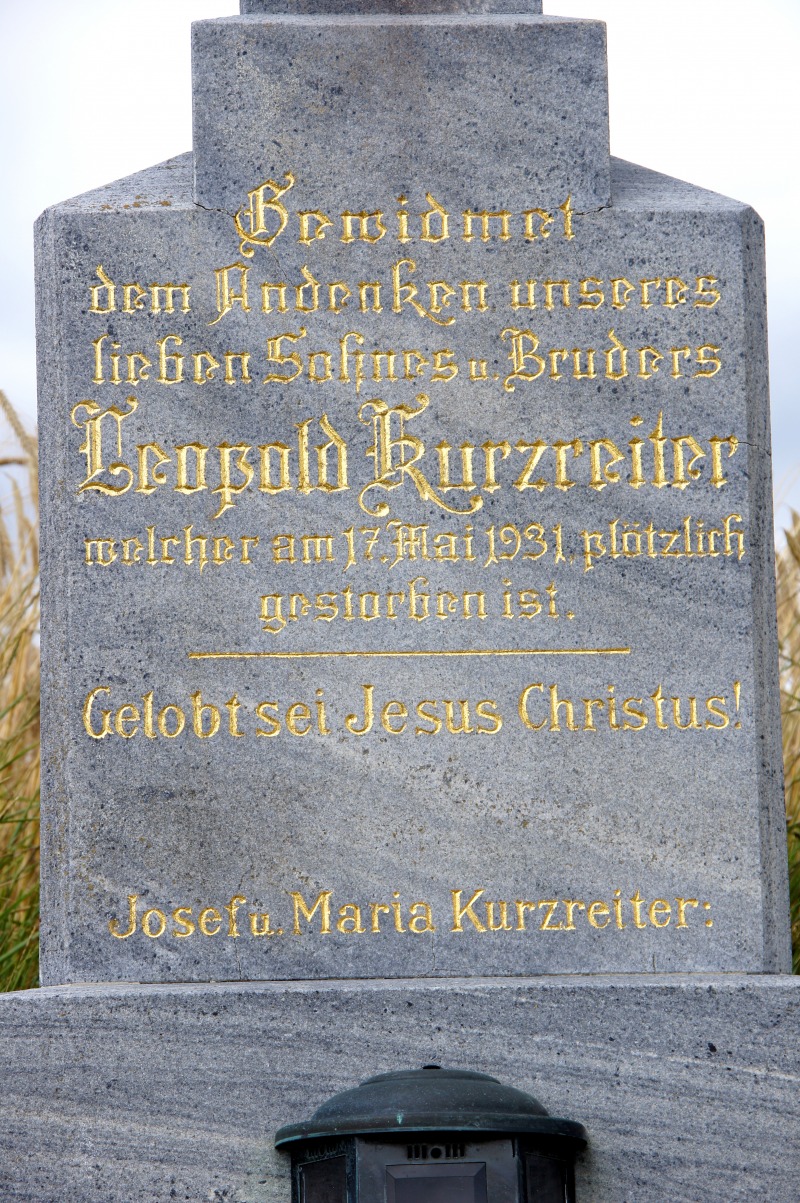 Gewidmet
dem Andenken unseres
lieben Sohnes u. Bruders
Leopold Kurzreiter
welcher am 17. Mai 1931, plötzlich
gestorben ist.
Gelobt sei Jesus Christus!
Josef u. Maria Kurzreiter: